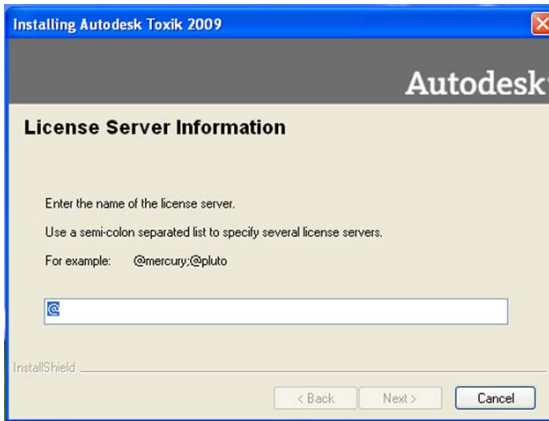 Installing Autodesk Toxik 2009
Autodesk
License Server Information
Enter the name of the license server.
Use a semi-colon separated list to specify several license servers.
For example: @mercury;@pluto
@
InstallShield
< Back Next > Cancel